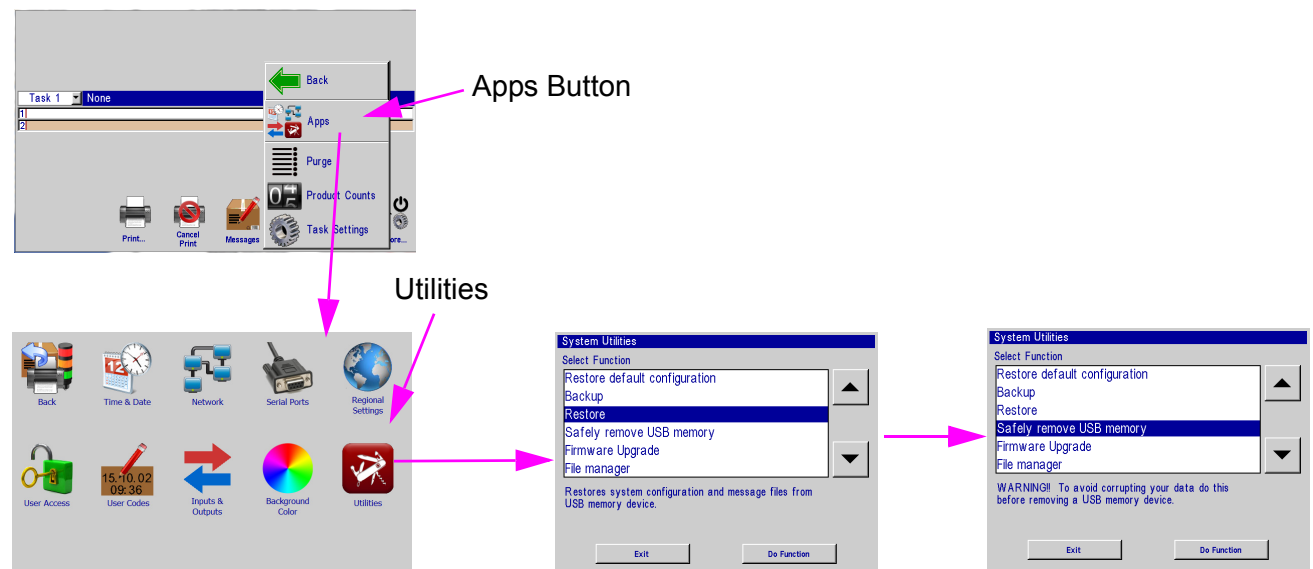 Back
Apps Button
Task 1 None
1
Apps
2
Purge
Product Counts
Task Settings
Print...
Cancel
Print
Messages
ore...
Utilities
Back
12
Time & Date
Network
Serial Ports
Regional
Settings
User Access
15.10.02
09:36
User Codes
Inputs &
Outputs
Background
Color
Utilities
System Utilities
Select Function
Restore default configuration
Backup
Restore
Safely remove USB memory
Firmware Upgrade
File manager
Restores system configuration and message files from
USB memory device.
Exit Do Function
System Utilities
Select Function
Restore default configuration
Backup
Restore
Safely remove USB memory
Firmware Upgrade
File manager
WARNING!! To avoid corrupting your data do this
before removing a USB memory device.
Exit Do Function